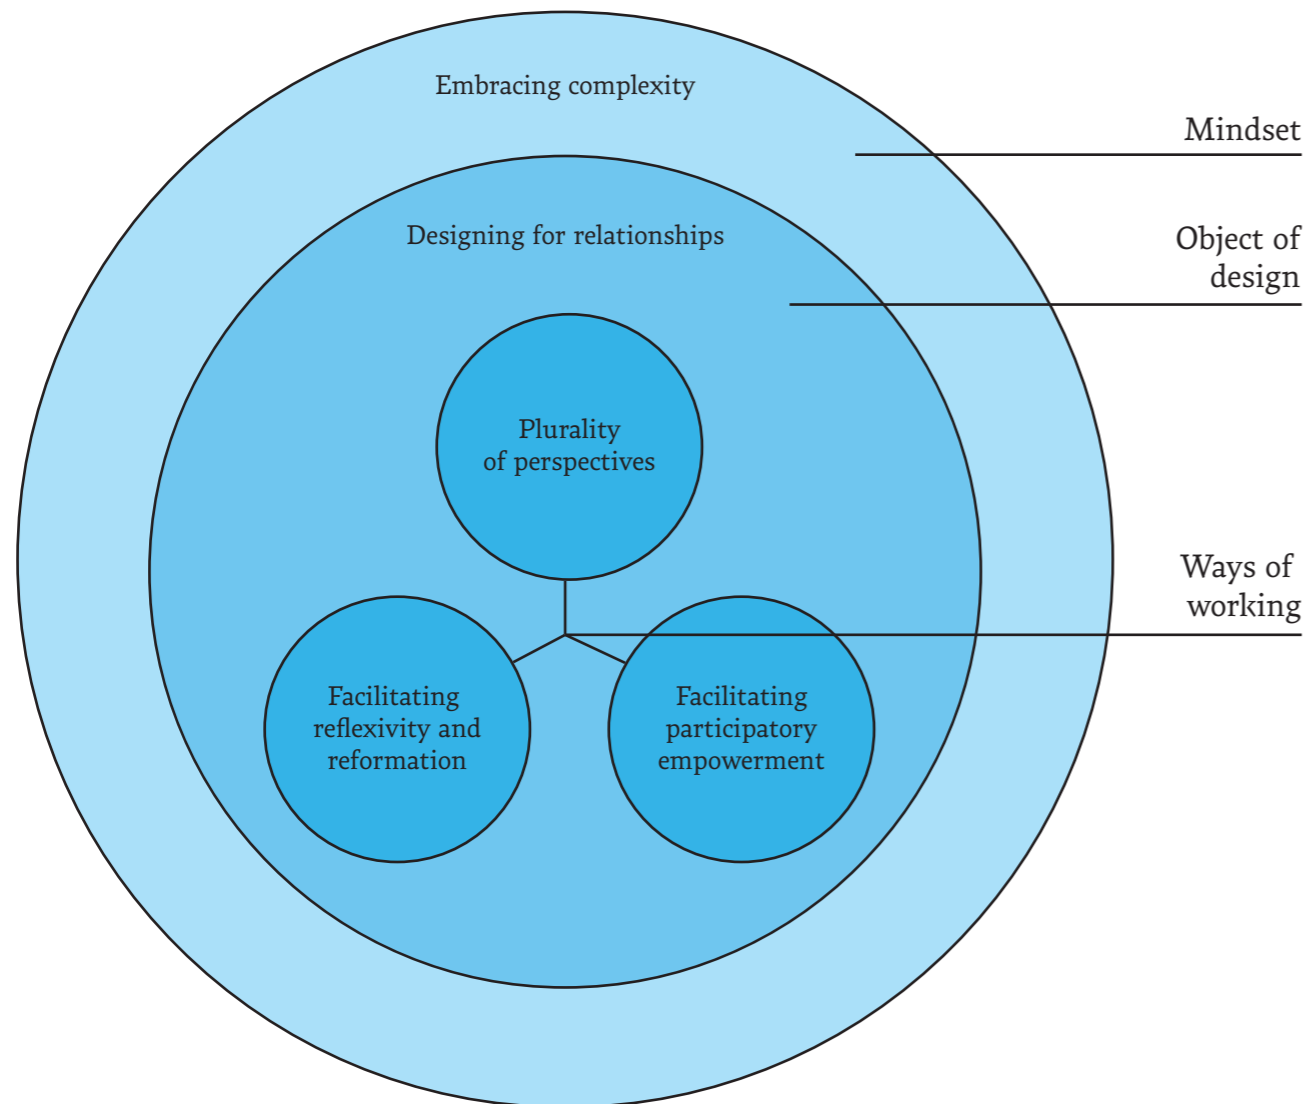 Embracing complexity
Mindset
Designing for relationships
Object of
design
Plurality
of perspectives
Ways of
working
Facilitating
reflexivity and
reformation
Facilitating
participatory
empowerment